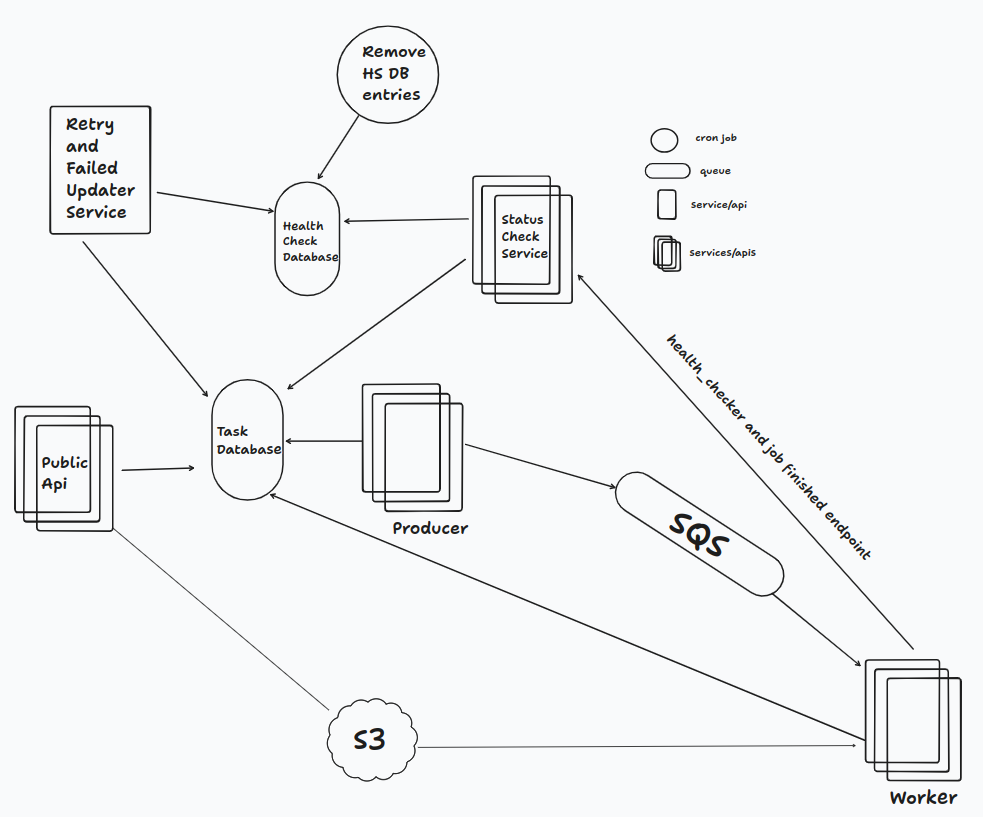 Remove
HS DB
entries
Retry
and
Failed
Updater
Service
cron job
queue
Service/api
Services/apis
Health
Check
Database
Status
Check
Service
health_checker and job finished endpoint
Task
Database
Public
Api
Producer
SQS
S3
Worker